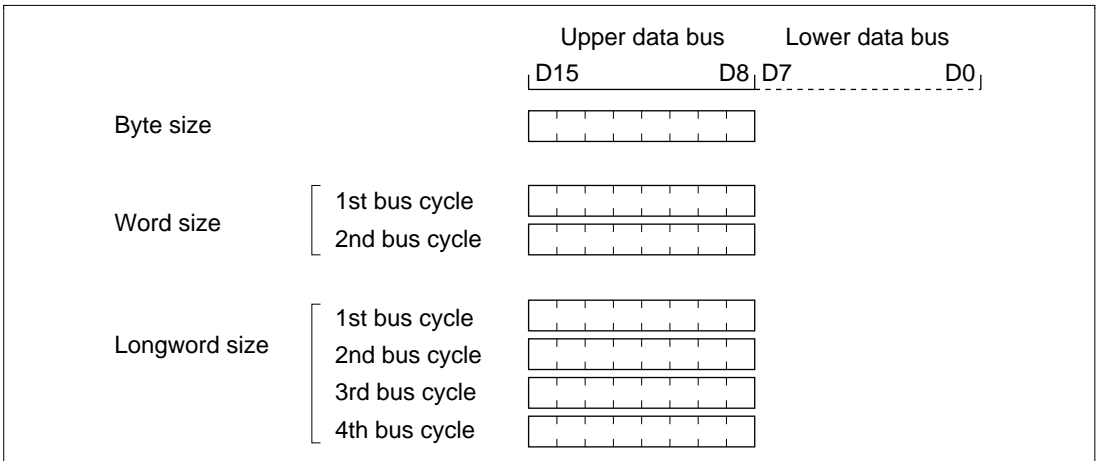 Upper data bus Lower data bus
D15 D8 D7 D0
Byte size
1st bus cycle
Word size
2nd bus cycle
1st bus cycle
Longword size
2nd bus cycle
3rd bus cycle
4th bus cycle